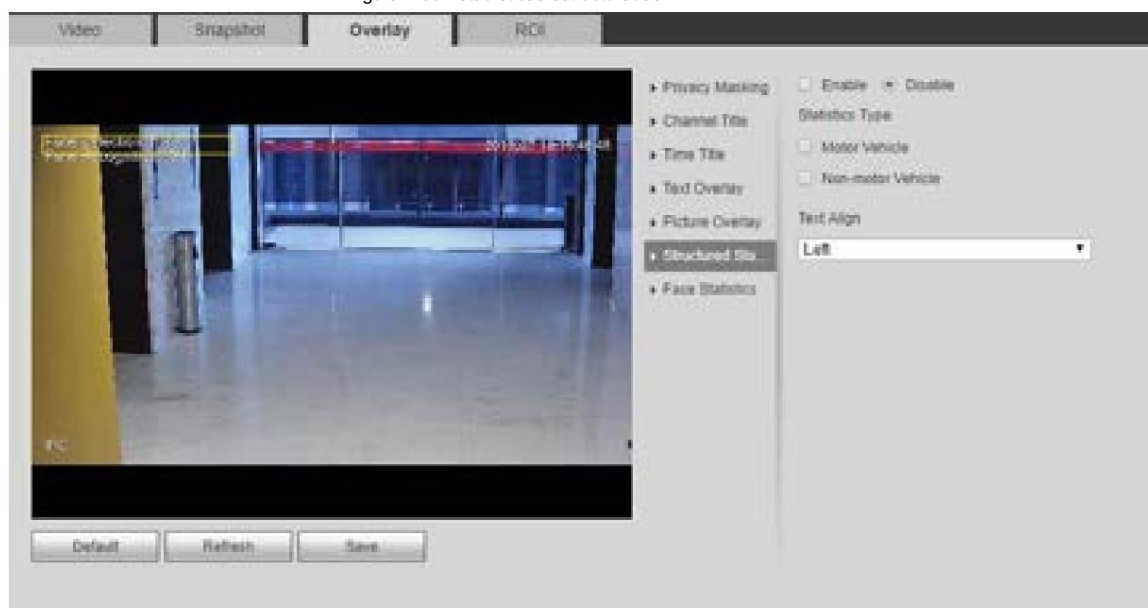 Video Snapshot Overlay ROI
Privacy Masking
Channel Title
Time Title
Text Overlay
Picture Overlay
Structured Sta...
Face Statistics
Enable Disable
Statistics Type
Motor Vehicle
Non-motor Vehicle
Text Align
Left
IPC
Default Refresh Save